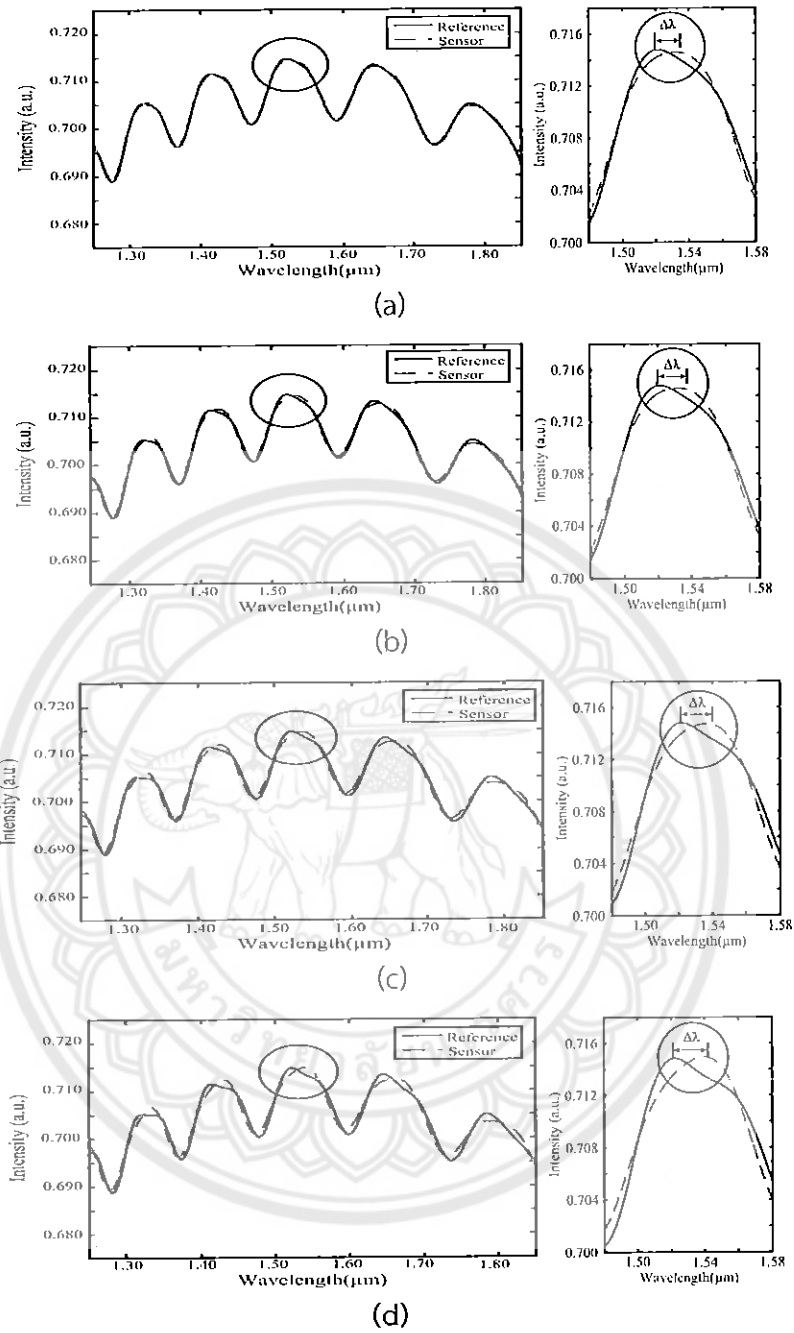 0.720
0.710
0.700
0.690
0.680
Intensity (a.u.)
Reference
Sensor
1.30 1.40 1.50 1.60 1.70 1.80
Wavelength(μm)
0.716
0.712
0.708
0.704
0.700
Intensity (a.u.)
Δλ
1.50 1.54 1.58
Wavelength(μm)
(a)
0.720
0.710
0.700
0.690
0.680
Intensity (a.u.)
Reference
Sensor
1.30 1.40 1.50 1.60 1.70 1.80
Wavelength(μm)
0.716
0.712
0.708
0.704
0.700
Intensity (a.u.)
Δλ
1.50 1.54 1.58
Wavelength(μm)
(b)
0.720
0.710
0.700
0.690
0.680
Intensity (a.u.)
Reference
Sensor
1.30 1.40 1.50 1.60 1.70 1.80
Wavelength(μm)
0.716
0.712
0.708
0.704
0.700
Intensity (a.u.)
Δλ
1.50 1.54 1.58
Wavelength(μm)
(c)
0.720
0.710
0.700
0.690
0.680
Intensity (a.u.)
Reference
Sensor
1.30 1.40 1.50 1.60 1.70 1.60
Wavelength(μm)
0.716
0.712
0.708
0.704
0.700
Intensity (a.u.)
Δλ
1.50 1.54 1.58
Wavelength(μm)
(d)